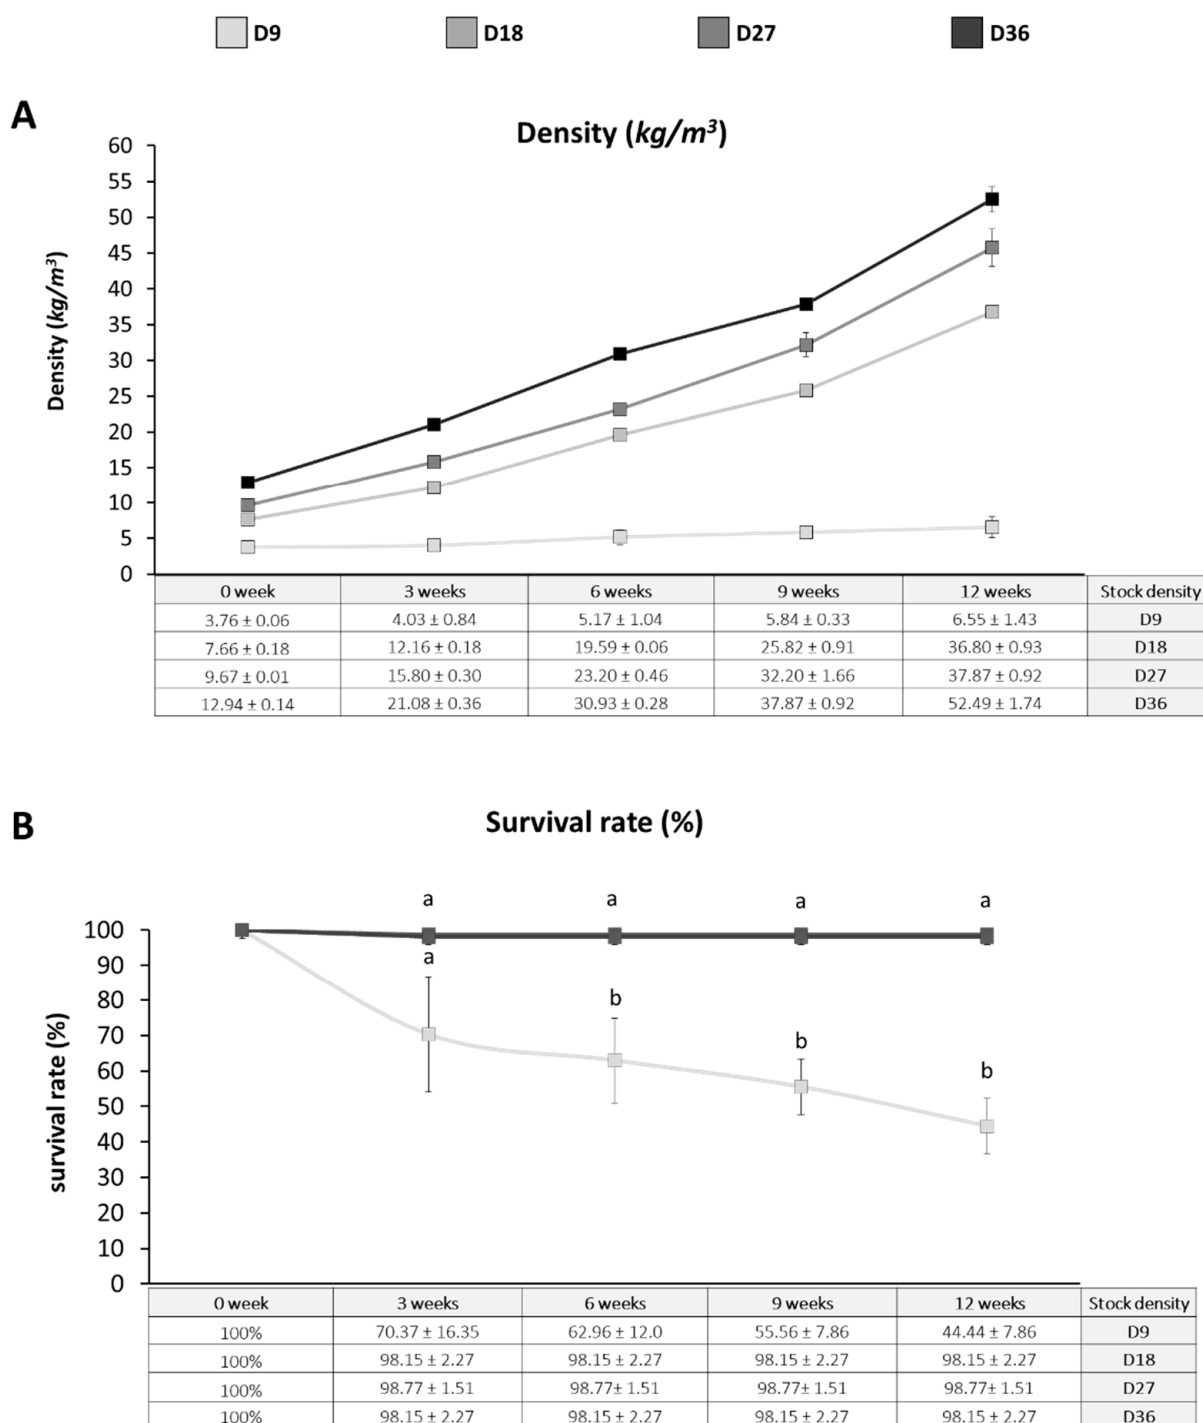 D9 D18 D27 D36
A
Density (kg/m³)
60
55
50
45
40
35
30
25
20
15
10
5
0
Density (kg/m³)
0 week 3 weeks 6 weeks 9 weeks 12 weeks Stock density
3.76 ± 0.06 4.03 ± 0.84 5.17 ± 1.04 5.84 ± 0.33 6.55 ± 1.43 D9
7.66 ± 0.18 12.16 ± 0.18 19.59 ± 0.06 25.82 ± 0.91 36.80 ± 0.93 D18
9.67 ± 0.01 15.80 ± 0.30 23.20 ± 0.46 32.20 ± 1.66 37.87 ± 0.92 D27
12.94 ± 0.14 21.08 ± 0.36 30.93 ± 0.28 37.87 ± 0.92 52.49 ± 1.74 D36
B
Survival rate (%)
a a a a
a b b b
100
90
80
70
60
50
40
30
20
10
0
survival rate (%)
0 week 3 weeks 6 weeks 9 weeks 12 weeks Stock density
100% 70.37 ± 16.35 62.96 ± 12.0 55.56 ± 7.86 44.44 ± 7.86 D9
100% 98.15 ± 2.27 98.15 ± 2.27 98.15 ± 2.27 98.15 ± 2.27 D18
100% 98.77 ± 1.51 98.77± 1.51 98.77± 1.51 98.77± 1.51 D27
100% 98.15 ± 2.27 98.15 ± 2.27 98.15 ± 2.27 98.15 ± 2.27 D36